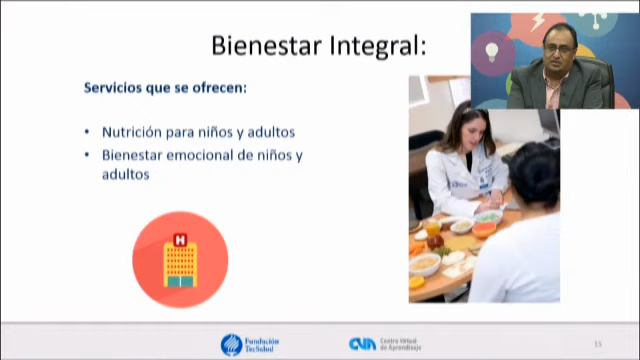 Bienestar Integral:
Servicios que se ofrecen:
• Nutrición para niños y adultos
• Bienestar emocional de niños y
adultos
H
Fundación
TecSalud
CVA
Centro Virtual
de Aprendizaje